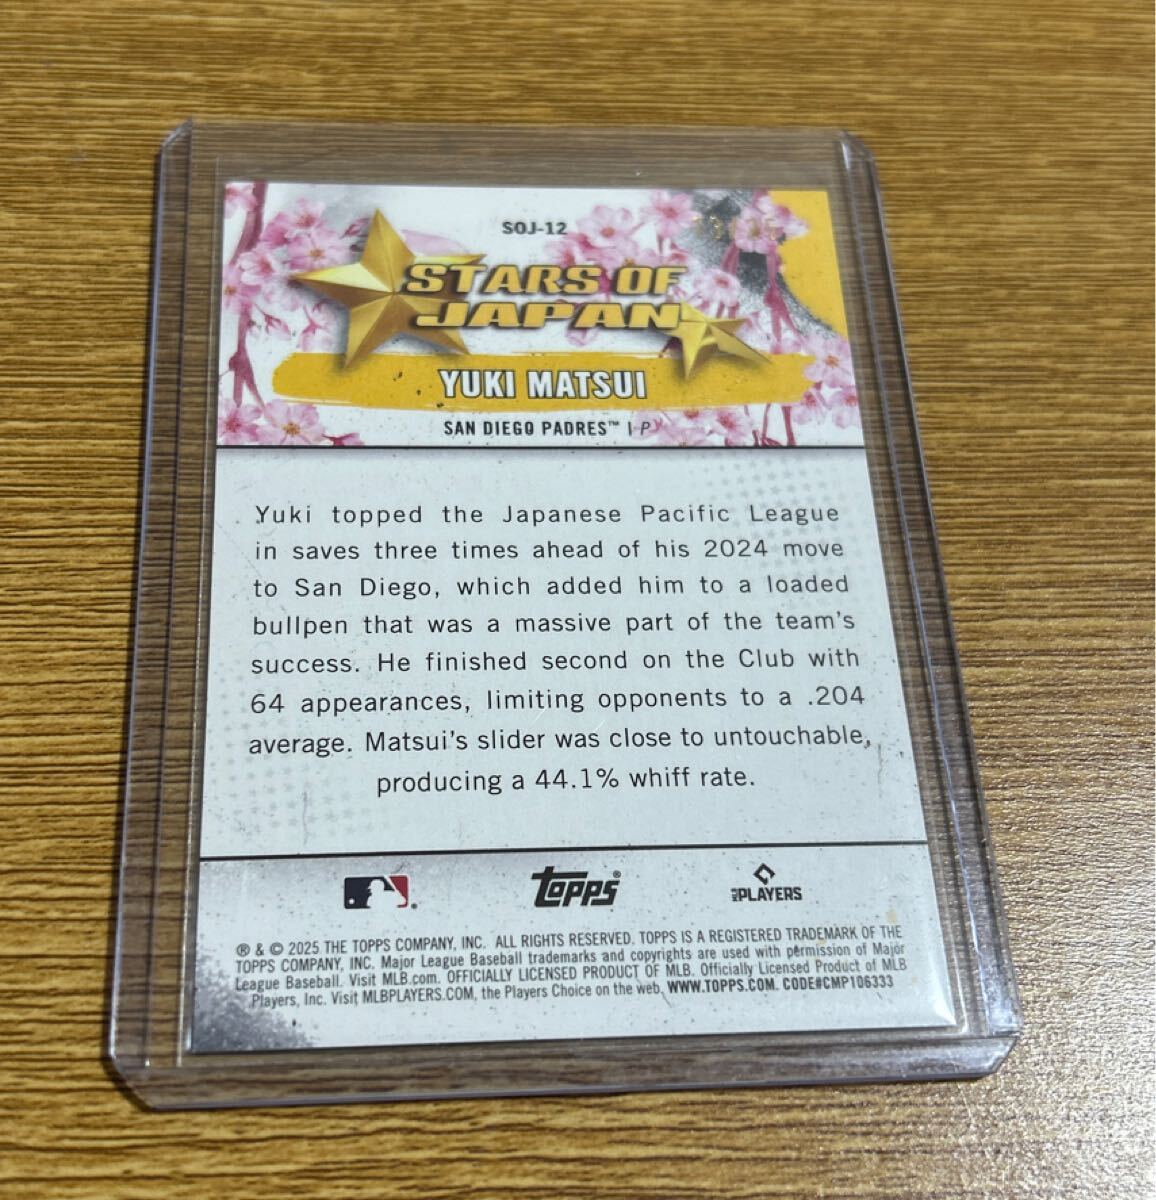 SOJ-12
STARS OF
JAPAN
YUKI MATSUI
SAN DIEGO PADRES™ | P
Yuki topped the Japanese Pacific League
in saves three times ahead of his 2024 move
to San Diego, which added him to a loaded
bullpen that was a massive part of the team's
success. He finished second on the Club with
64 appearances, limiting opponents to a .204
average. Matsui's slider was close to untouchable,
producing a 44.1% whiff rate.
topps®
MLB PLAYERS
® & © 2025 THE TOPPS COMPANY, INC. ALL RIGHTS RESERVED. TOPPS IS A REGISTERED TRADEMARK OF THE
TOPPS COMPANY, INC. Major League Baseball trademarks and copyrights are used with permission of Major
League Baseball. Visit MLB.com. OFFICIALLY LICENSED PRODUCT OF MLB. Officially Licensed Product of MLB
Players, Inc. Visit MLBPLAYERS.COM, the Players Choice on the web. WWW.TOPPS.COM. CODE#CMP106333